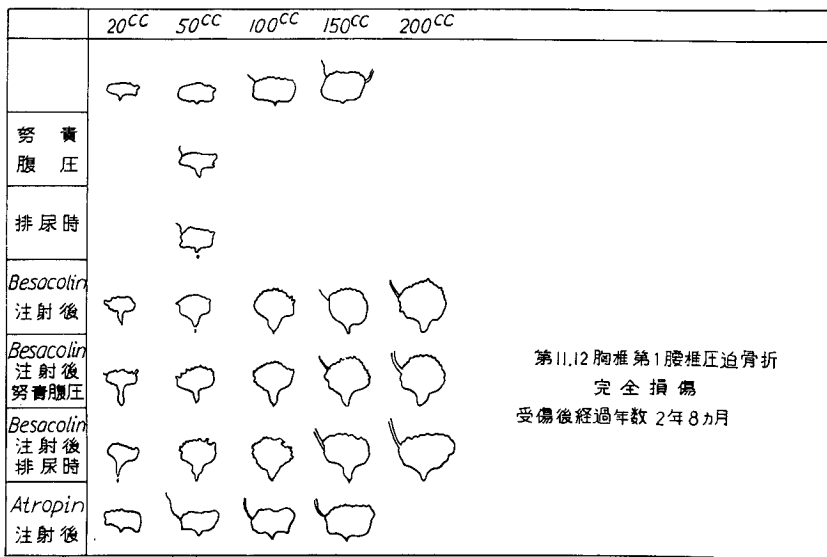 20cc 50cc 100cc 150cc 200cc
努責
腹圧
排尿時
Besacolin
注射後
Besacolin
注射後
努責腹圧
Besacolin
注射後
排尿時
Atropin
注射後
第11.12胸椎第1腰椎圧迫骨折
完全損傷
受傷後経過年数 2年8カ月